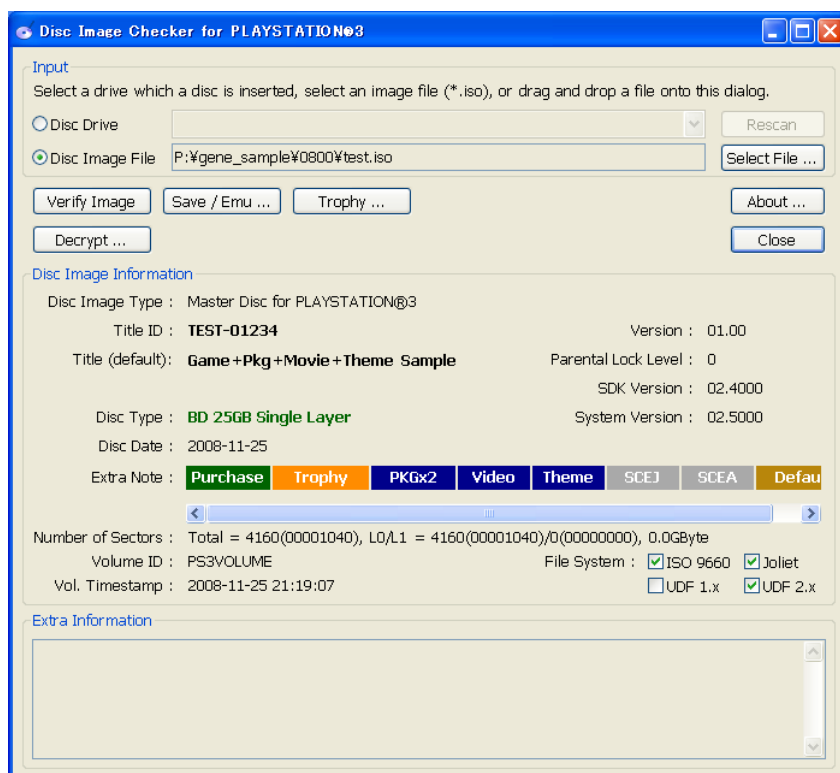 Disc Image Checker for PLAYSTATION®3
Input
Select a drive which a disc is inserted, select an image file (*.iso), or drag and drop a file onto this dialog.
Disc Drive Rescan
Disc Image File P:¥gene_sample¥0800¥test.iso Select File ...
Verify Image Save / Emu ... Trophy ... About ...
Decrypt ... Close
Disc Image Information
Disc Image Type : Master Disc for PLAYSTATION®3
Title ID : TEST-01234 Version : 01.00
Title (default): Game+Pkg+Movie+Theme Sample Parental Lock Level : 0
SDK Version : 02.4000
Disc Type : BD 25GB Single Layer System Version : 02.5000
Disc Date : 2008-11-25
Extra Note : Purchase Trophy PKGx2 Video Theme SCEJ SCEA Defau
Number of Sectors : Total = 4160(00001040), L0/L1 = 4160(00001040)/0(00000000), 0.0GByte
Volume ID : PS3VOLUME File System : ISO 9660 Joliet
Vol. Timestamp : 2008-11-25 21:19:07 UDF 1.x UDF 2.x
Extra Information